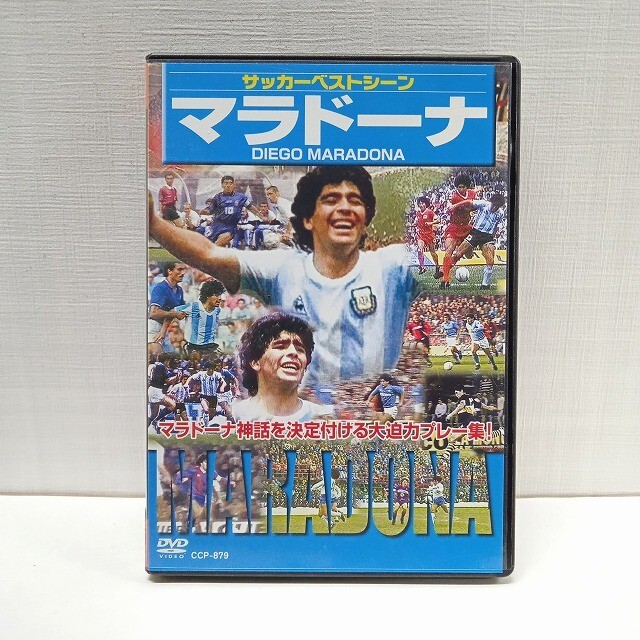 サッカーベストシーン
マラドーナ
DIEGO MARADONA
マラドーナ神話を決定付ける大迫力プレー集!
MARADONA
DVD
VIDEO
CCP-879